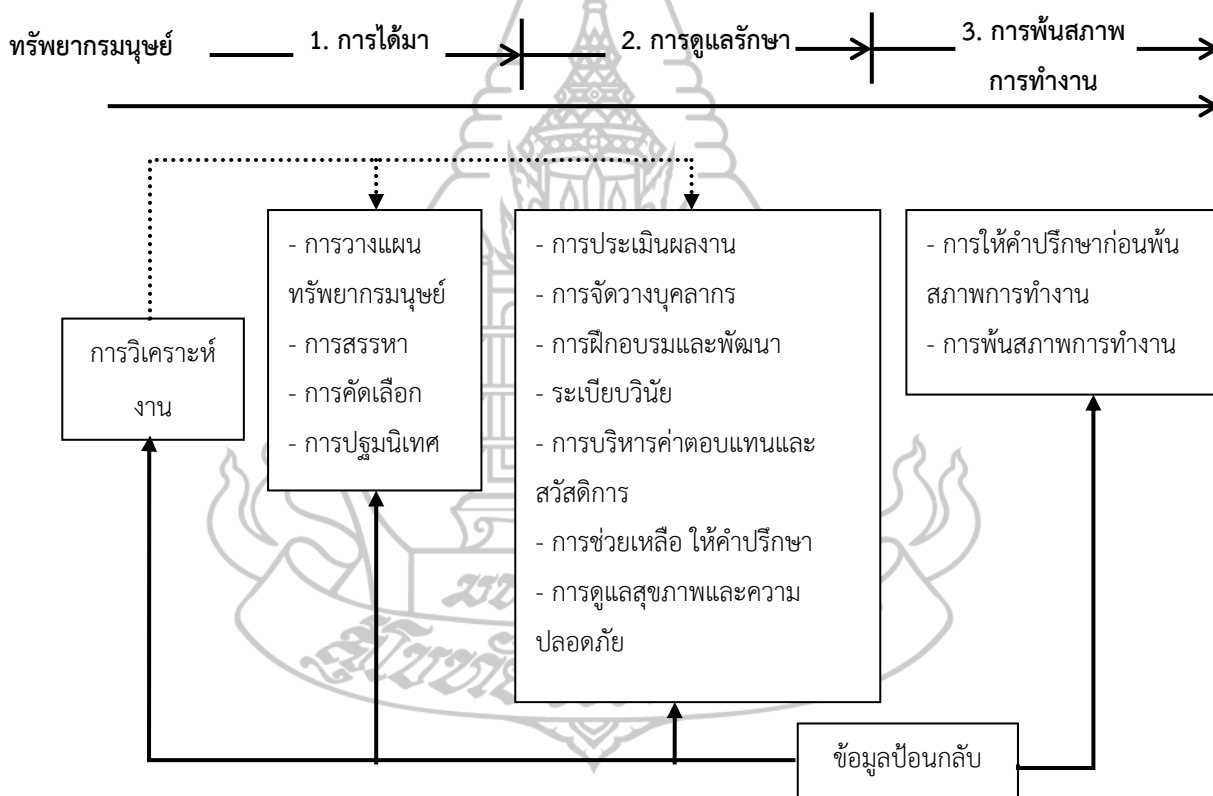 ทรัพยากรมนุษย์
1. การได้มา
2. การดูแลรักษา
3. การพ้นสภาพ
การทำงาน
การวิเคราะห์
งาน
- การวางแผน
ทรัพยากรมนุษย์
- การสรรหา
- การคัดเลือก
- การปฐมนิเทศ
- การประเมินผลงาน
- การจัดวางบุคลากร
- การฝึกอบรมและพัฒนา
- ระเบียบวินัย
- การบริหารค่าตอบแทนและ
สวัสดิการ
- การช่วยเหลือ ให้คำปรึกษา
- การดูแลสุขภาพและความ
ปลอดภัย
- การให้คำปรึกษาก่อนพ้น
สภาพการทำงาน
- การพ้นสภาพการทำงาน
ข้อมูลป้อนกลับ